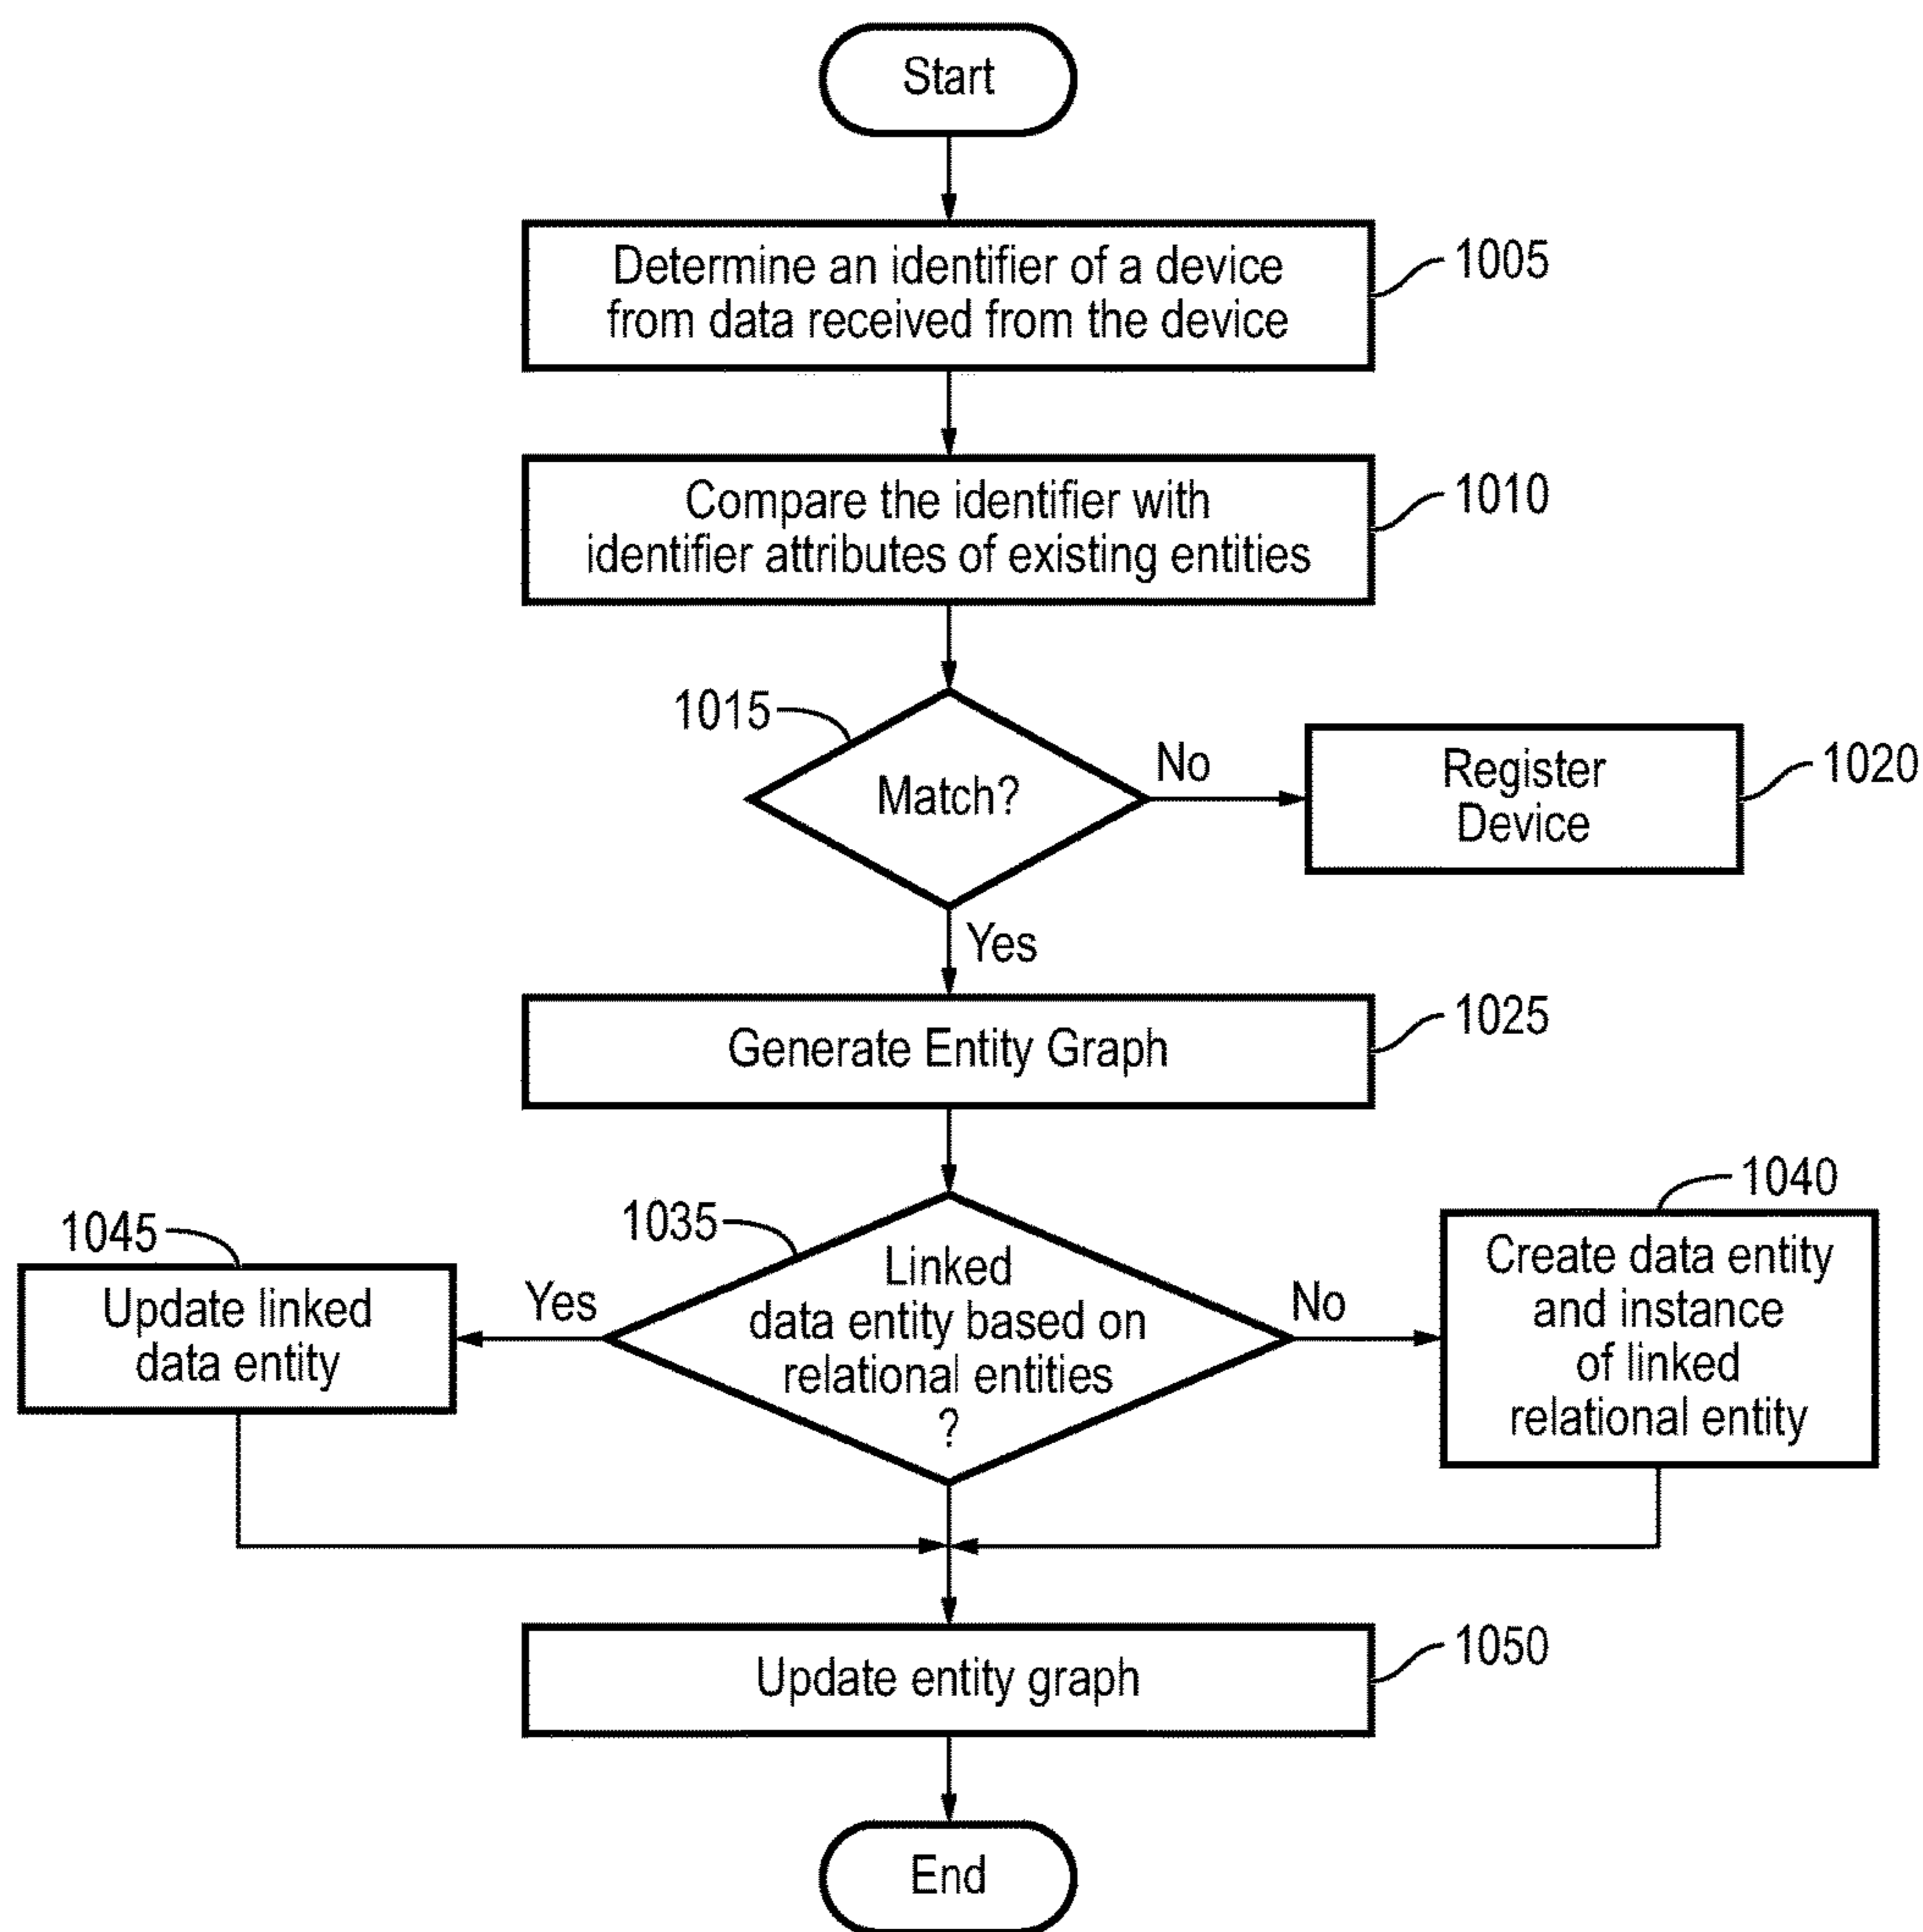 Start
Determine an identifier of a device
from data received from the device
1005
Compare the identifier with
identifier attributes of existing entities
1010
1015
Match?
No
Register
Device
1020
Yes
Generate Entity Graph
1025
1045
Update linked
data entity
Yes
1035
Linked
data entity based on
relational entities
?
No
1040
Create data entity
and instance
of linked
relational entity
Update entity graph
1050
End